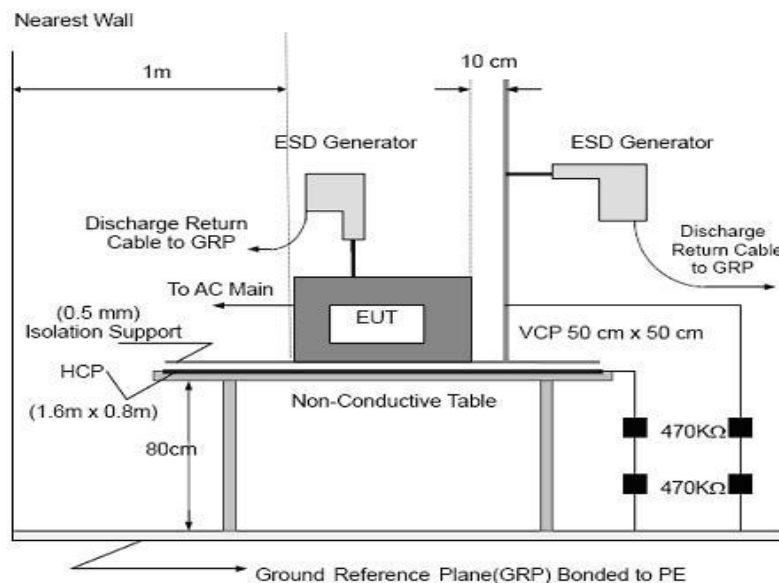 Nearest Wall
1m
10 cm
ESD Generator
ESD Generator
Discharge Return
Cable to GRP
Discharge
Return Cable
to GRP
To AC Main
(0.5 mm)
Isolation Support
EUT
VCP 50 cm x 50 cm
HCP
(1.6m x 0.8m)
Non-Conductive Table
80cm
470KΩ
470KΩ
Ground Reference Plane(GRP) Bonded to PE